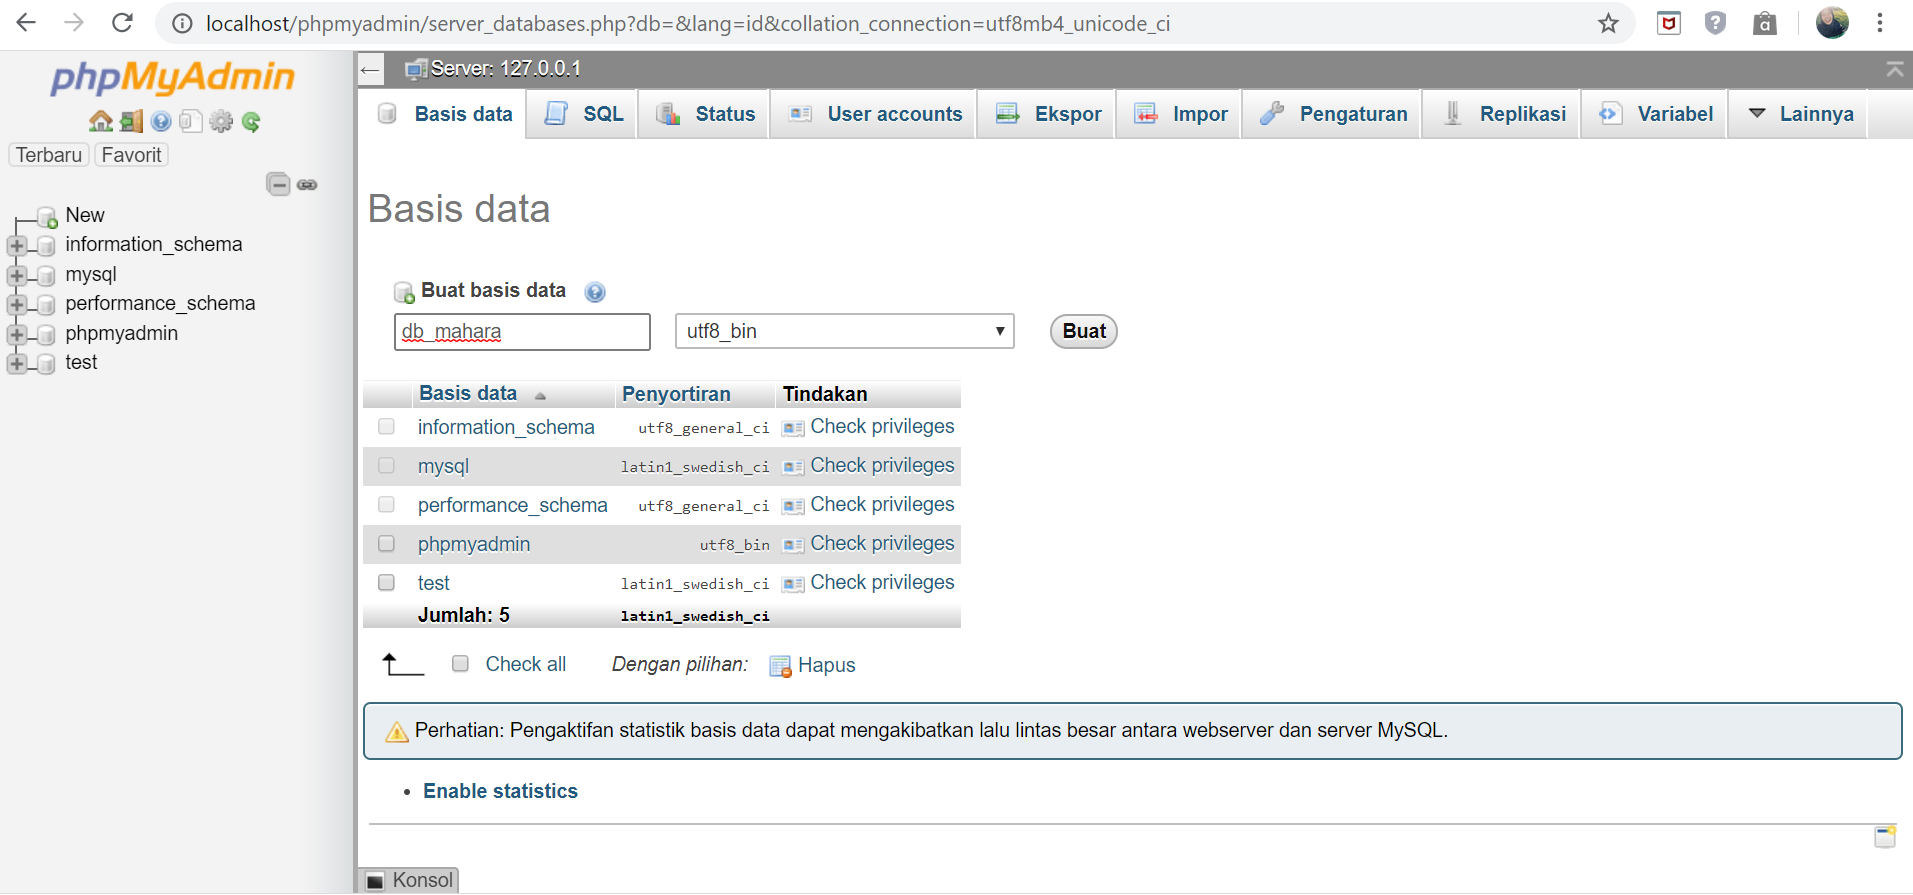 localhost/phpmyadmin/server_databases.php?db=&lang=id&collation_connection=utf8mb4_unicode_ci
phpMyAdmin
Terbaru Favorit
New
information_schema
mysql
performance_schema
phpmyadmin
test
Server: 127.0.0.1
Basis data SQL Status User accounts Ekspor Impor Pengaturan Replikasi Variabel Lainnya
Basis data
Buat basis data
db_mahara utf8_bin Buat
Basis data Penyortiran Tindakan
information_schema utf8_general_ci Check privileges
mysql latin1_swedish_ci Check privileges
performance_schema utf8_general_ci Check privileges
phpmyadmin utf8_bin Check privileges
test latin1_swedish_ci Check privileges
Jumlah: 5 latin1_swedish_ci
Check all Dengan pilihan: Hapus
Perhatian: Pengaktifan statistik basis data dapat mengakibatkan lalu lintas besar antara webserver dan server MySQL.
• Enable statistics
Konsol